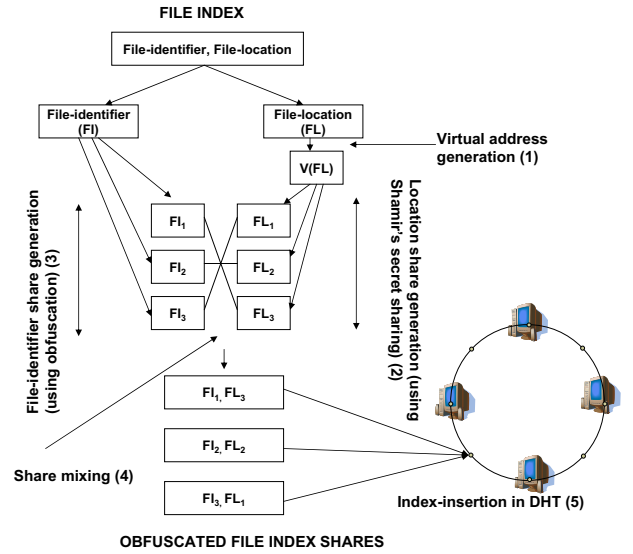 FILE INDEX
File-identifier, File-location
File-identifier
(FI)
File-location
(FL)
Virtual address
generation (1)
V(FL)
File-identifier share generation
(using obfuscation) (3)
FI1
FL1
FI2
FL2
FI3
FL3
Location share generation (using
Shamir's secret sharing) (2)
FI1, FL3
FI2, FL2
FI3, FL1
Share mixing (4)
Index-insertion in DHT (5)
OBFUSCATED FILE INDEX SHARES